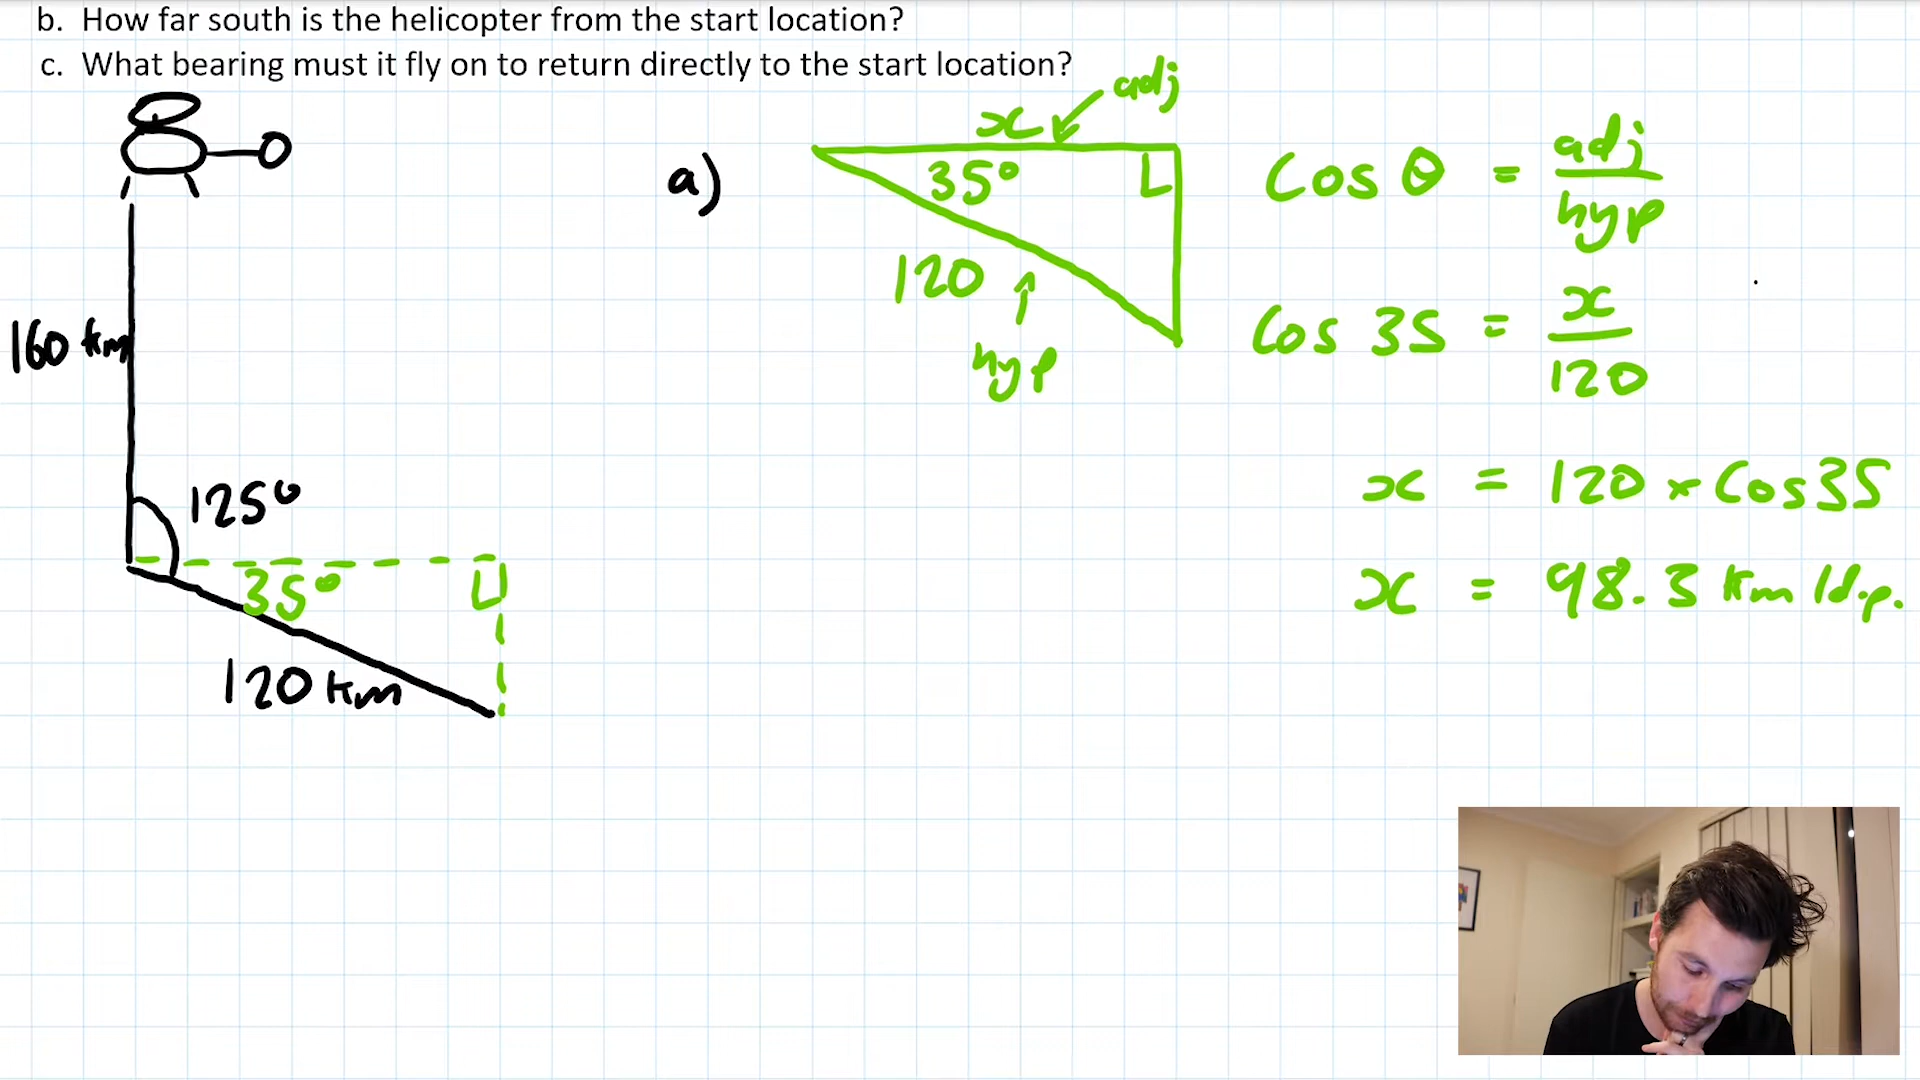 b. How far south is the helicopter from the start location?
c. What bearing must it fly on to return directly to the start location?
160 km
125°
35°
120 km
a)
x
adj
35°
120
hyp
Cos θ = adj/hyp
Cos 35 = x/120
x = 120 × Cos35
x = 98.3 km 1d.p.